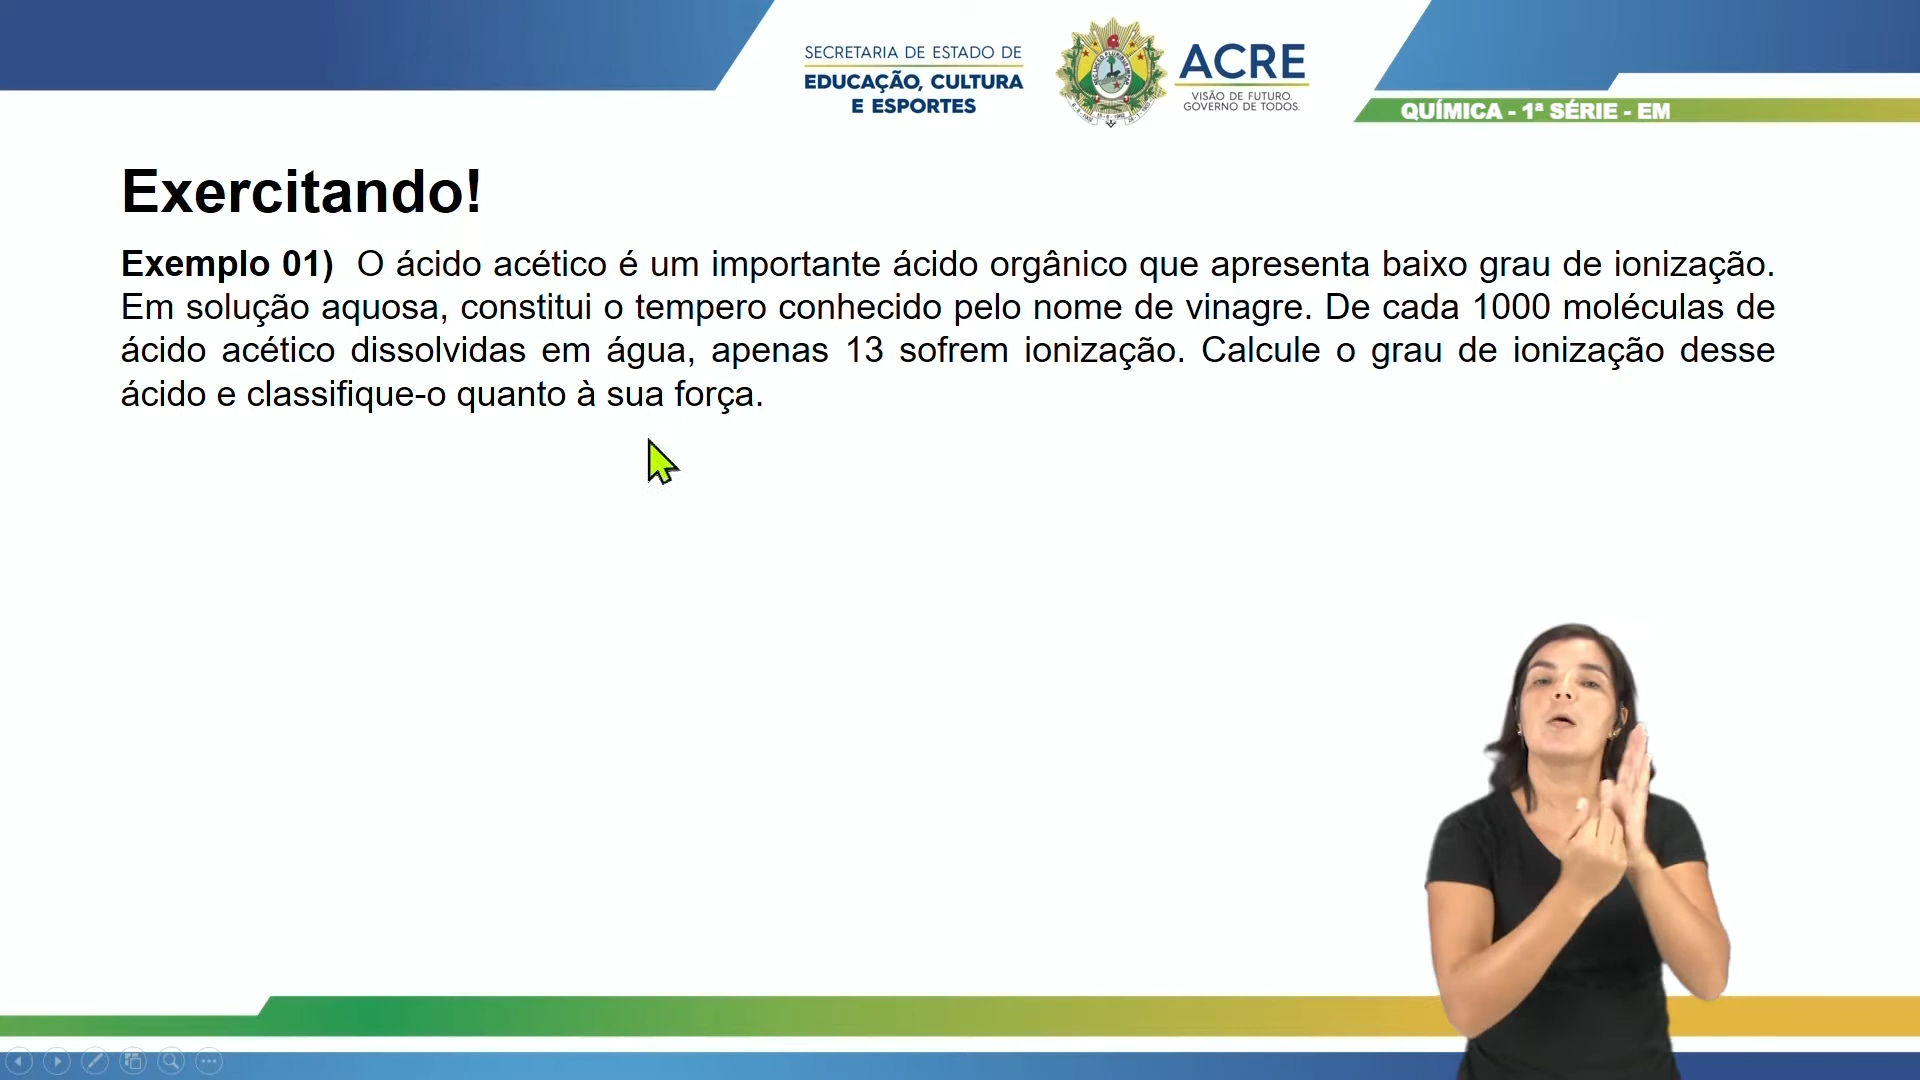 SECRETARIA DE ESTADO DE
EDUCAÇÃO, CULTURA
E ESPORTES
ACRE
VISÃO DE FUTURO.
GOVERNO DE TODOS.
QUÍMICA - 1ª SÉRIE - EM
Exercitando!
Exemplo 01) O ácido acético é um importante ácido orgânico que apresenta baixo grau de ionização.
Em solução aquosa, constitui o tempero conhecido pelo nome de vinagre. De cada 1000 moléculas de
ácido acético dissolvidas em água, apenas 13 sofrem ionização. Calcule o grau de ionização desse
ácido e classifique-o quanto à sua força.